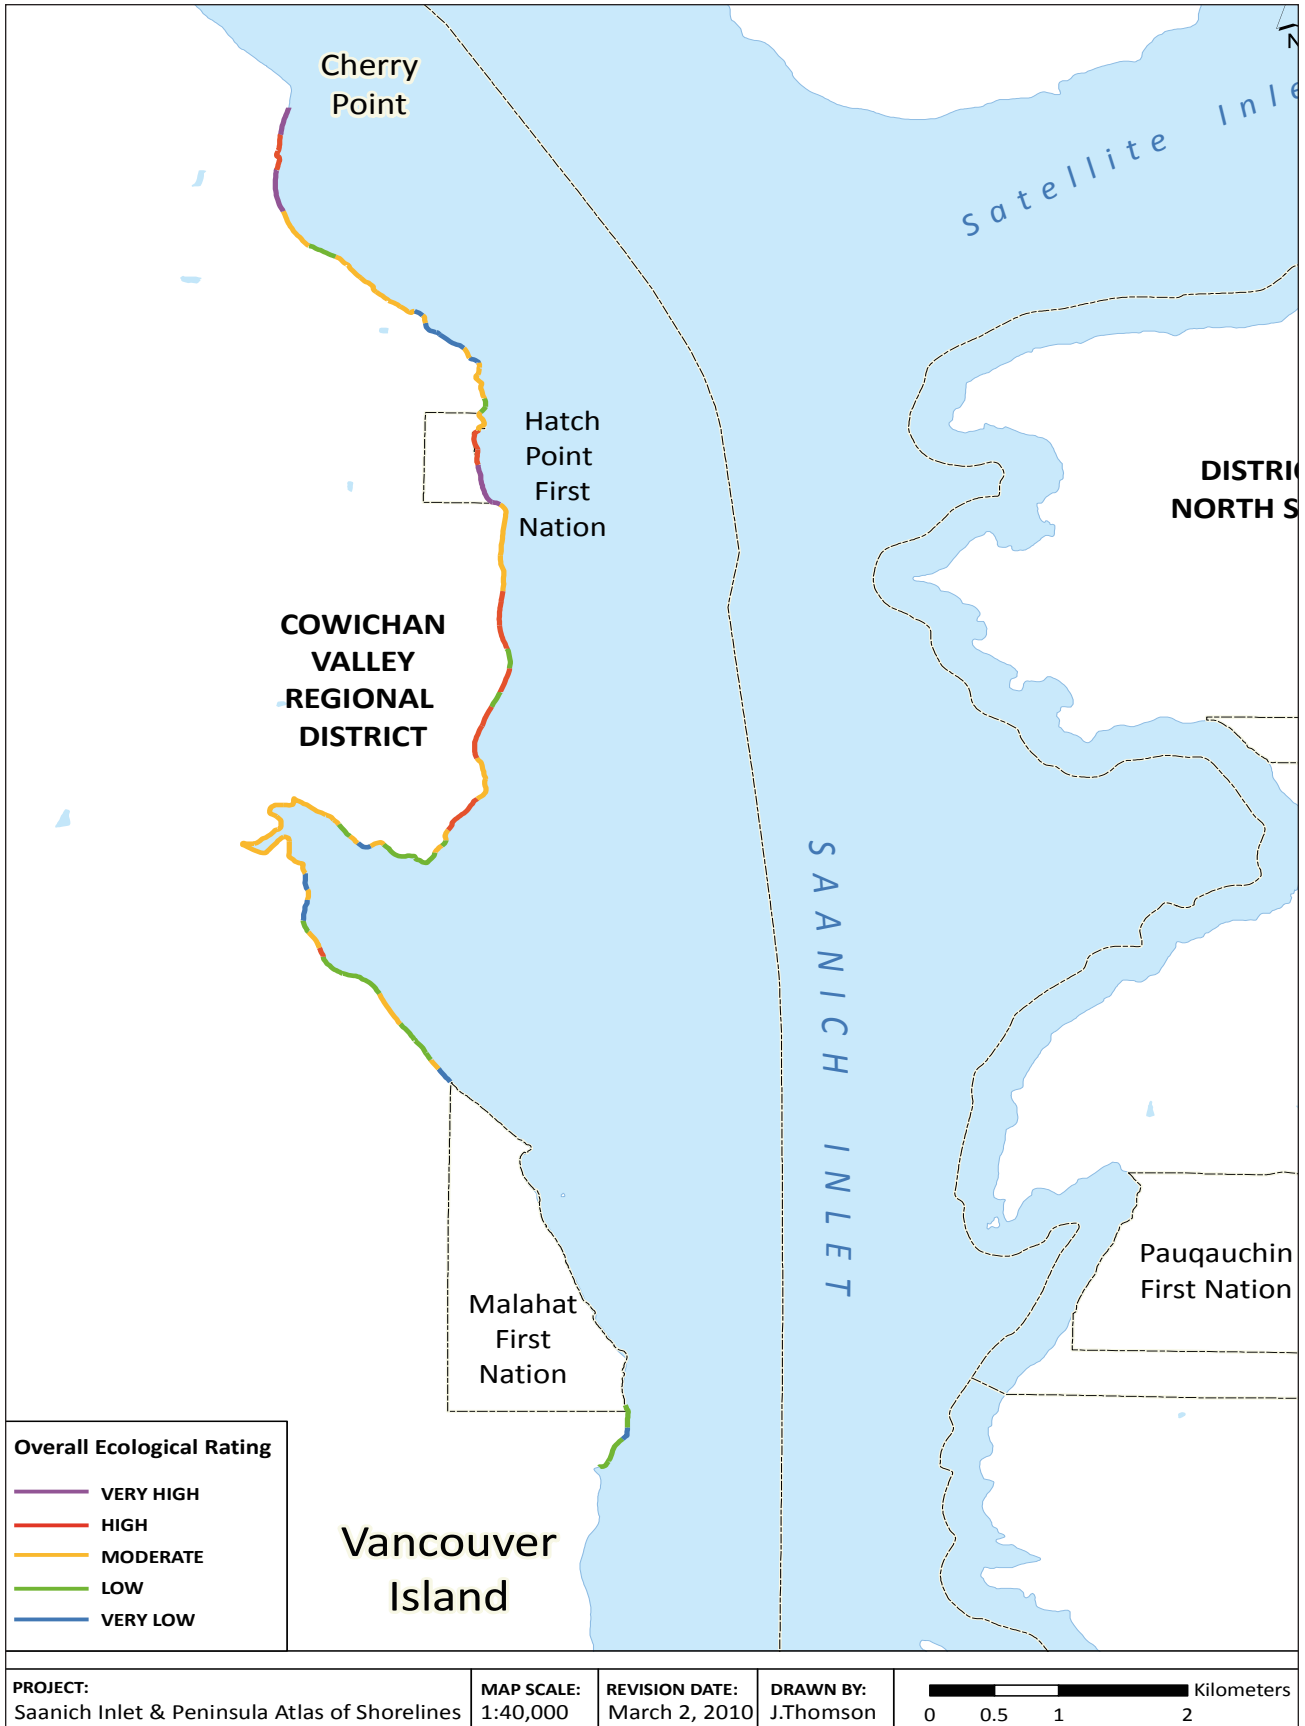 Cherry
Point
N
Satellite Inle
Hatch
Point
First
Nation
DISTRI
NORTH S
COWICHAN
VALLEY
REGIONAL
DISTRICT
SAANICH INLET
Pauqauchin
First Nation
Malahat
First
Nation
Overall Ecological Rating
VERY HIGH
HIGH
MODERATE
LOW
VERY LOW
Vancouver
Island
PROJECT:
Saanich Inlet & Peninsula Atlas of Shorelines
MAP SCALE:
1:40,000
REVISION DATE:
March 2, 2010
DRAWN BY:
J.Thomson
Kilometers
0 0.5 1 2